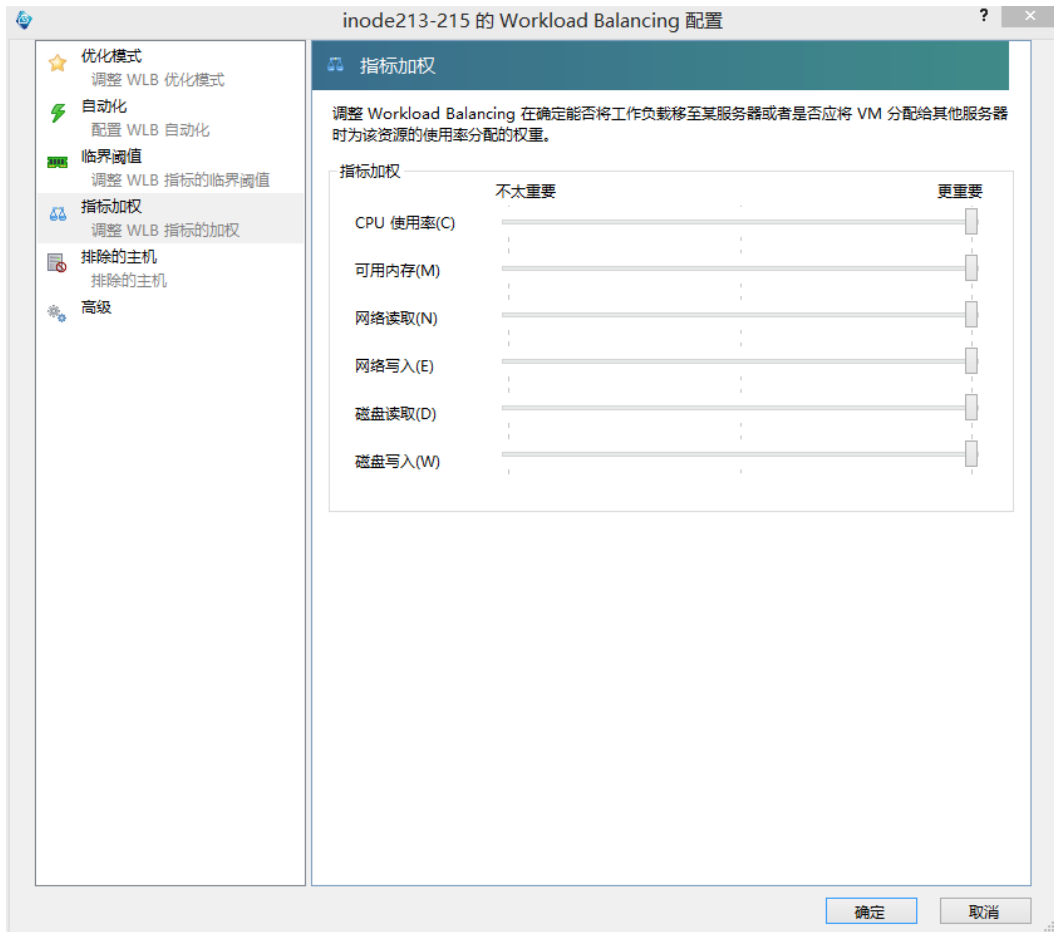 inode213-215 的 Workload Balancing 配置
?
优化模式
调整 WLB 优化模式
自动化
配置 WLB 自动化
临界阈值
调整 WLB 指标的临界阈值
指标加权
调整 WLB 指标的加权
排除的主机
排除的主机
高级
指标加权
调整 Workload Balancing 在确定能否将工作负载移至某服务器或者是否应将 VM 分配给其他服务器
时为该资源的使用率分配的权重。
指标加权
不太重要 更重要
CPU 使用率(C)
可用内存(M)
网络读取(N)
网络写入(E)
磁盘读取(D)
磁盘写入(W)
确定 取消